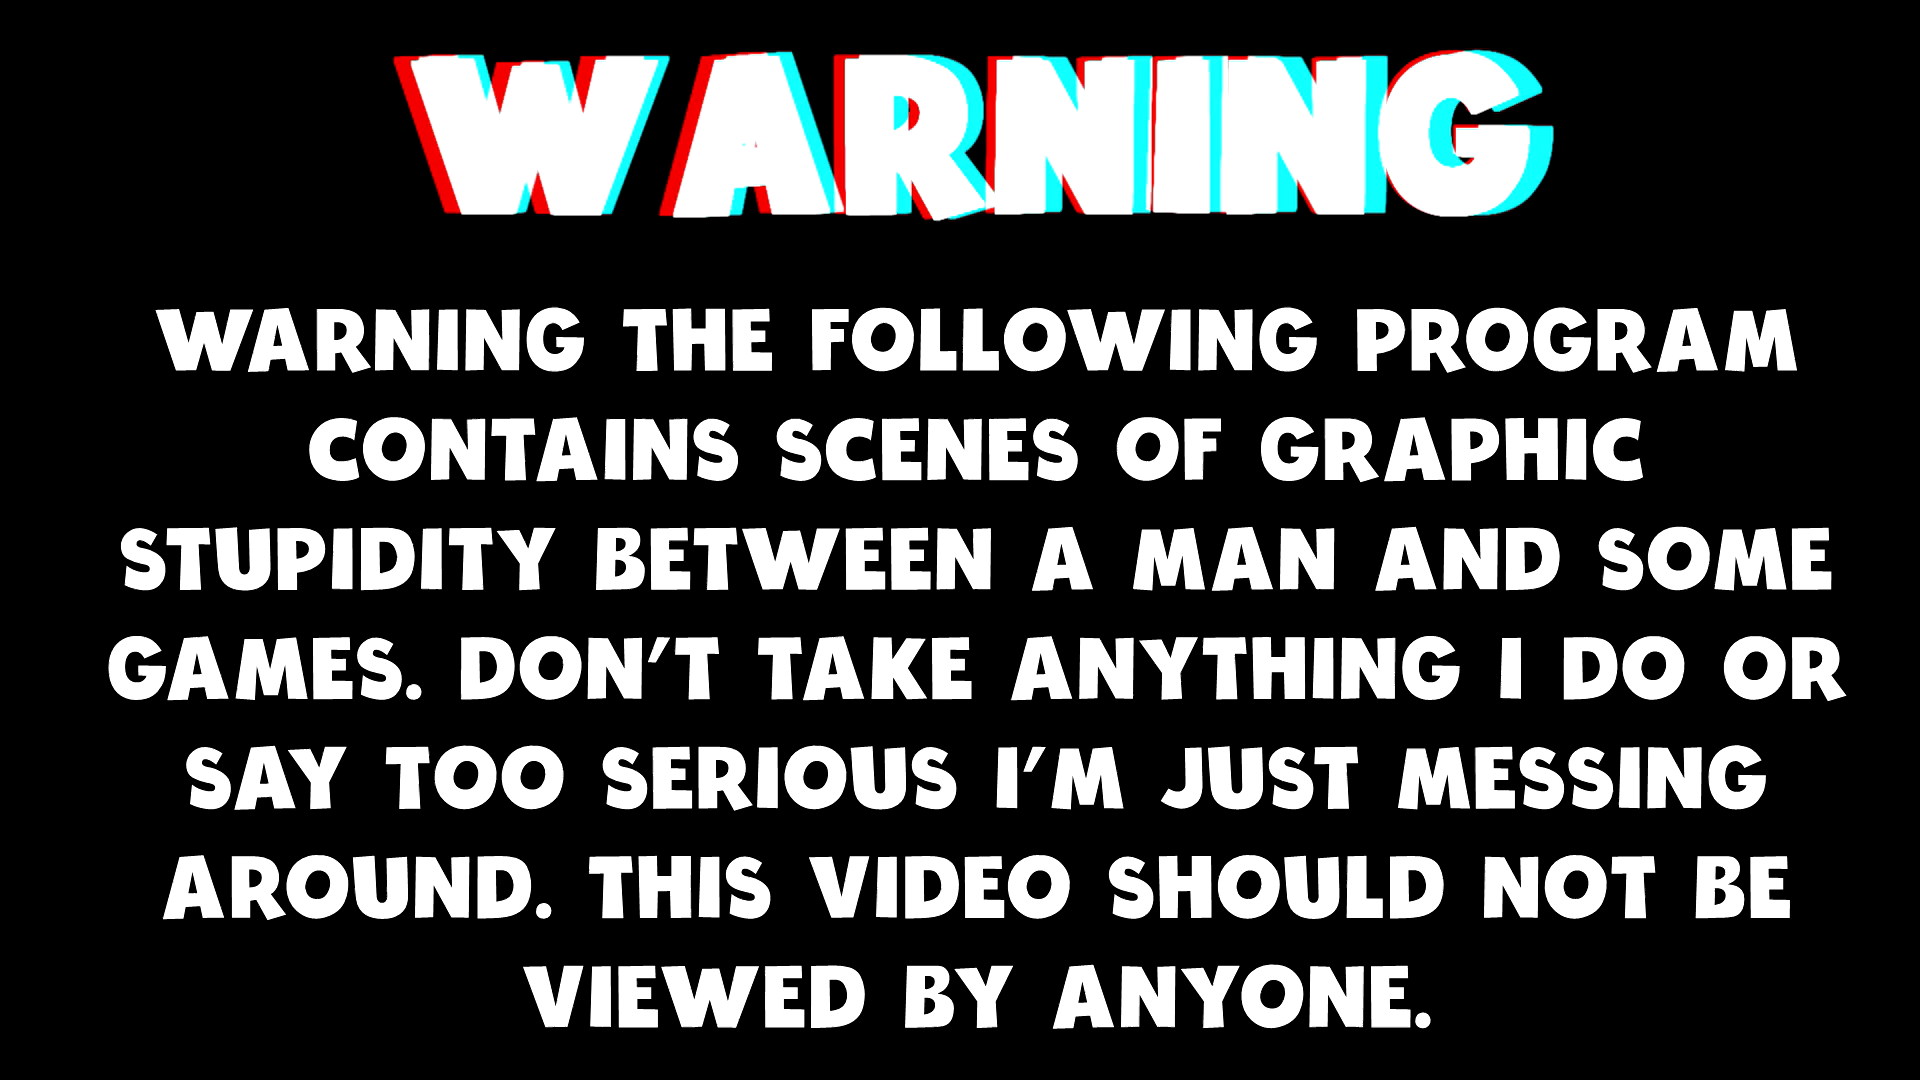 WARNING
WARNING THE FOLLOWING PROGRAM
CONTAINS SCENES OF GRAPHIC
STUPIDITY BETWEEN A MAN AND SOME
GAMES. DON'T TAKE ANYTHING I DO OR
SAY TOO SERIOUS I'M JUST MESSING
AROUND. THIS VIDEO SHOULD NOT BE
VIEWED BY ANYONE.